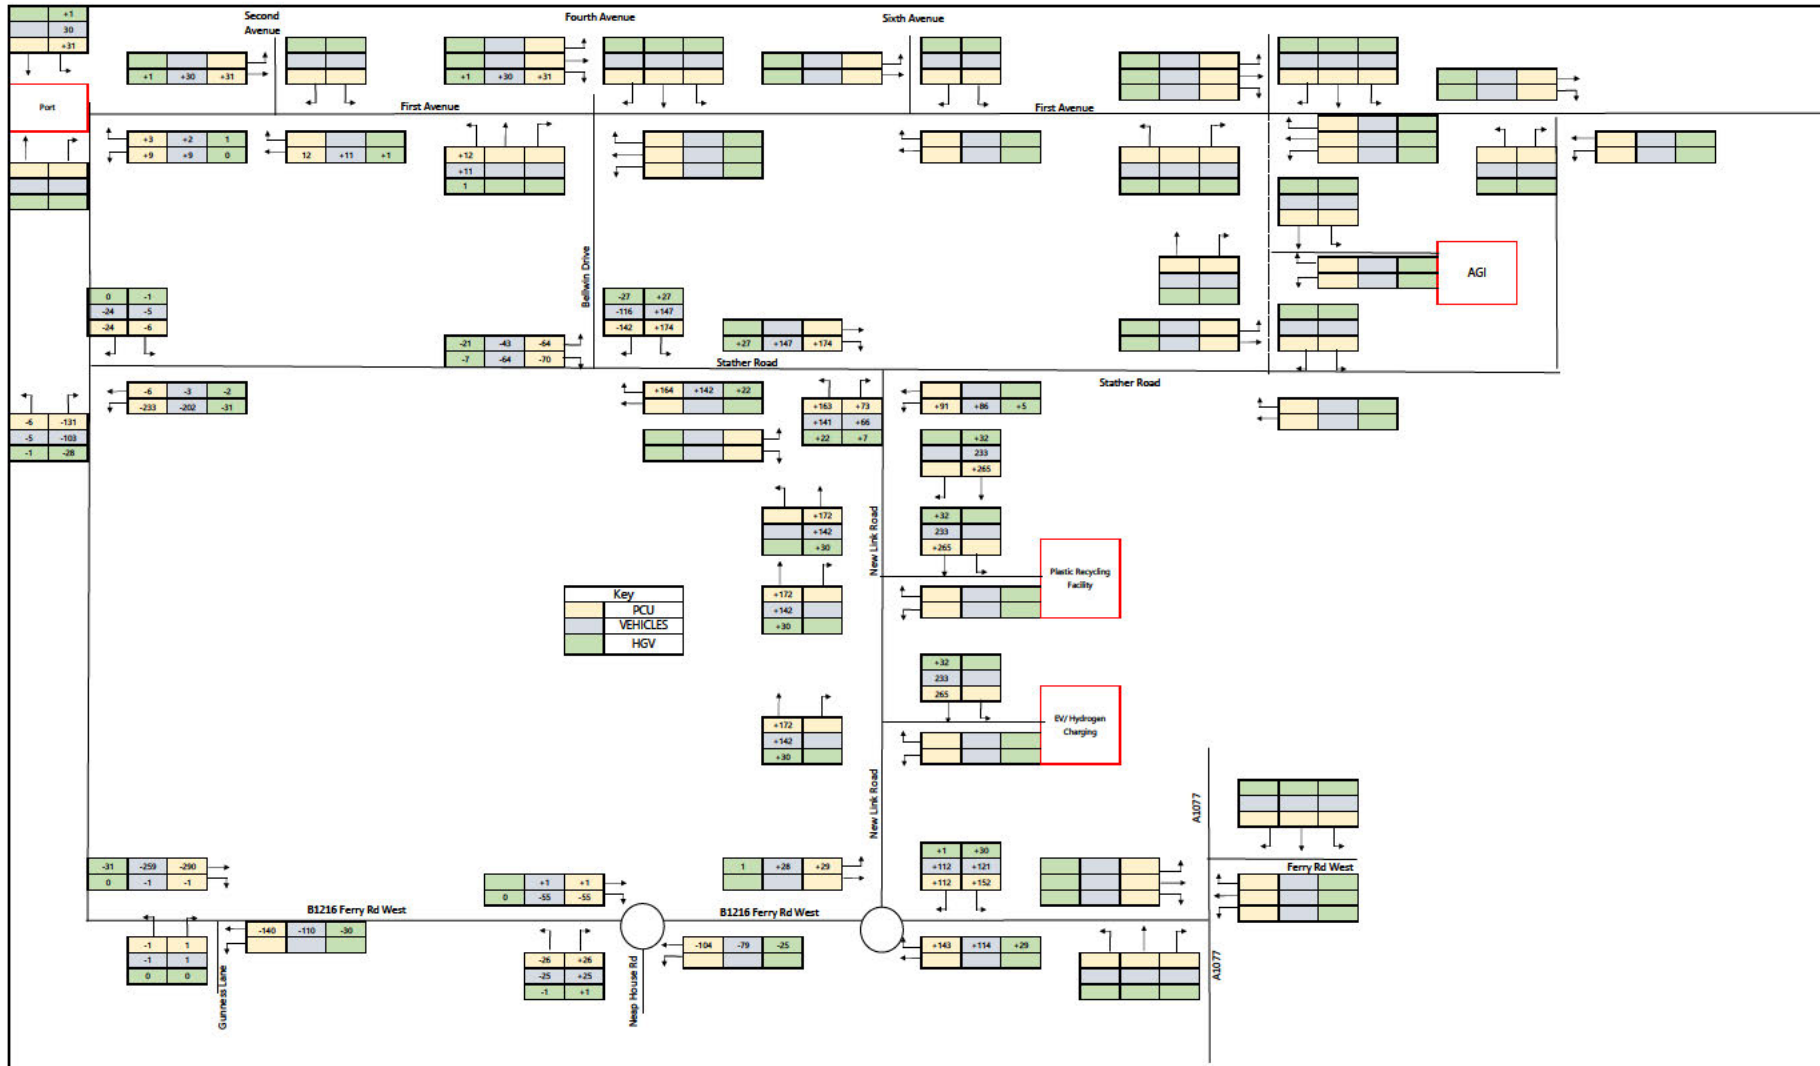 +1
30
+31
Second
Avenue
Fourth Avenue
Sixth Avenue
+1 +30 +31
+1 +30 +31
Port
First Avenue
First Avenue
+3 +2 1
+9 +9 0
12 +11 +1
+12
+11
1
Bellwin Drive
AGI
0 -1
-24 -5
-24 -6
-27 +27
-116 +147
-142 +174
-21 -43 -64
-7 -64 -70
+27 +147 +174
Stather Road
Stather Road
-6 -3 -2
-233 -202 -31
+164 +142 +22
+163 +73
+141 +66
+22 +7
+91 +86 +5
-6 -131
-5 -103
-1 -28
+32
233
+265
+172
+142
+30
New Link Road
+32
233
+265
Plastic Recycling
Facility
+172
+142
+30
Key
PCU
VEHICLES
HGV
+32
233
265
EV/ Hydrogen
Charging
+172
+142
+30
New Link Road
A1077
-31 -259 -290
0 -1 -1
+1 +1
0 -55 -55
1 +28 +29
+1 +30
+112 +121
+112 +152
Ferry Rd West
B1216 Ferry Rd West
B1216 Ferry Rd West
-1 1
-1 1
0 0
Gunness Lane
-140 -110 -30
-26 +26
-25 +25
-1 +1
Neap House Rd
-104 -79 -25
+143 +114 +29
A1077